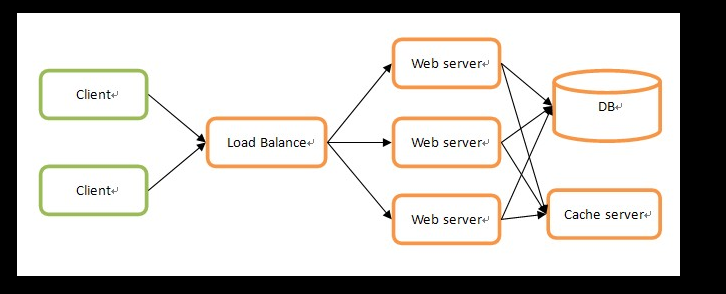 Client
Client
Load Balance
Web server
Web server
Web server
DB
Cache server